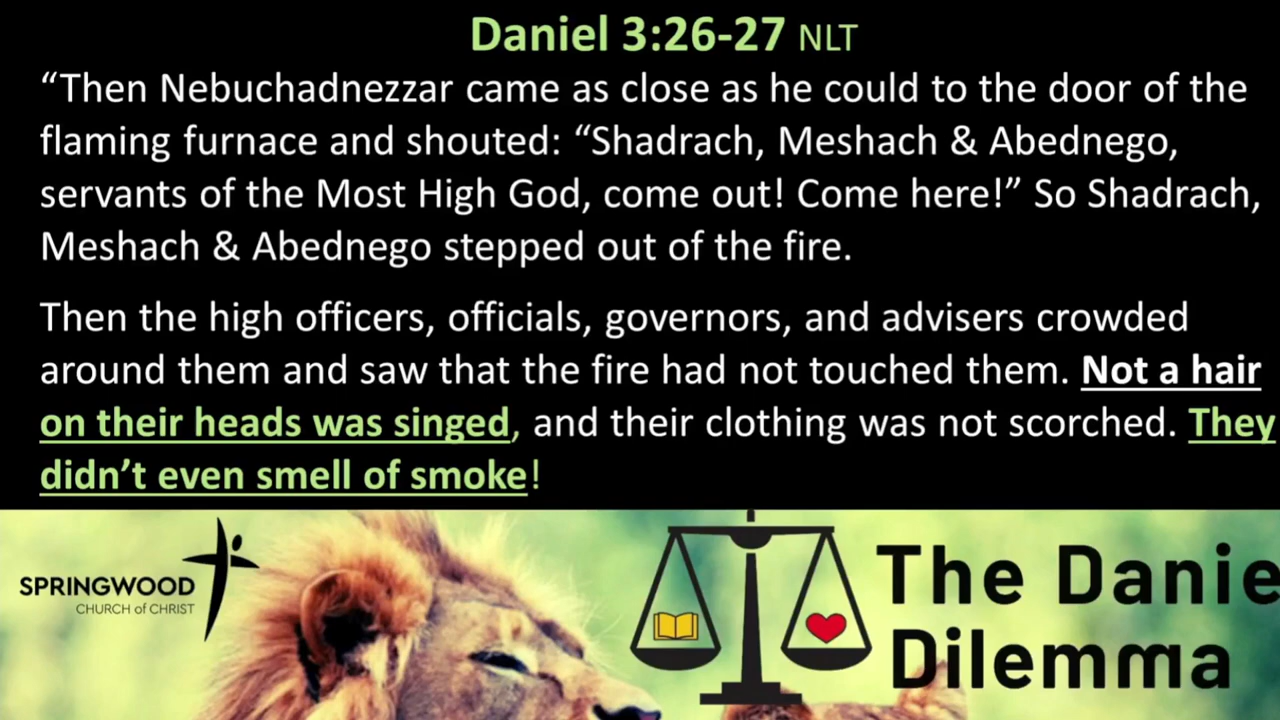 Daniel 3:26-27 NLT
“Then Nebuchadnezzar came as close as he could to the door of the
flaming furnace and shouted: “Shadrach, Meshach & Abednego,
servants of the Most High God, come out! Come here!” So Shadrach,
Meshach & Abednego stepped out of the fire.
Then the high officers, officials, governors, and advisers crowded
around them and saw that the fire had not touched them. Not a hair
on their heads was singed, and their clothing was not scorched. They
didn’t even smell of smoke!
SPRINGWOOD
CHURCH of CHRIST
The Danie
Dilemma